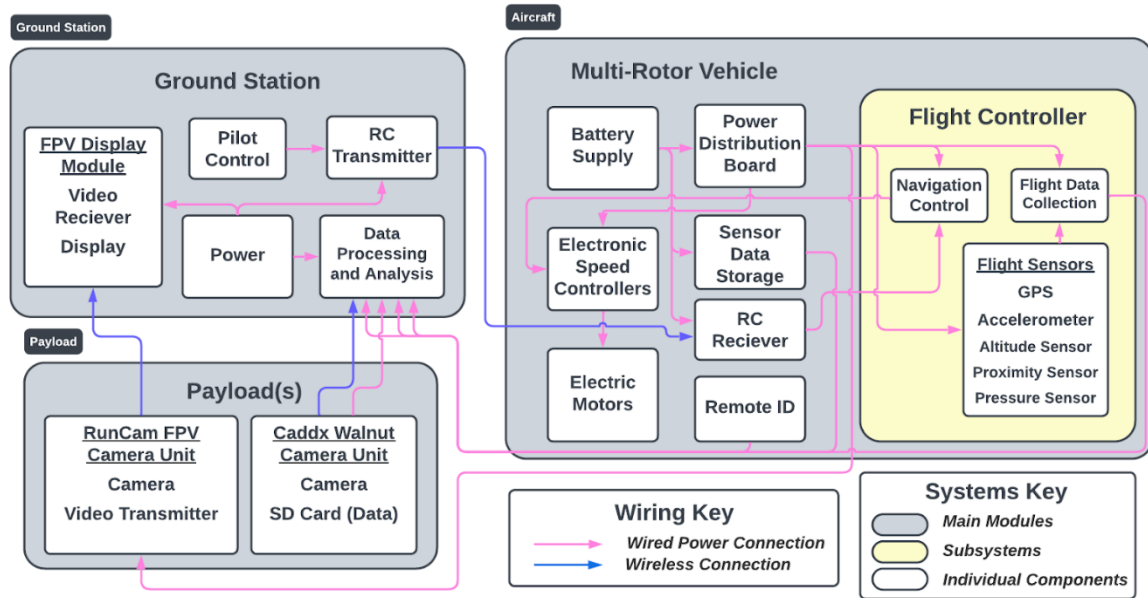 Ground Station
Ground Station
FPV Display
Module
Video
Reciever
Display
Pilot
Control
RC
Transmitter
Power
Data
Processing
and Analysis
Payload
Payload(s)
RunCam FPV
Camera Unit
Camera
Video Transmitter
Caddx Walnut
Camera Unit
Camera
SD Card (Data)
Aircraft
Multi-Rotor Vehicle
Battery
Supply
Power
Distribution
Board
Electronic
Speed
Controllers
Sensor
Data
Storage
RC
Reciever
Electric
Motors
Remote ID
Flight Controller
Navigation
Control
Flight Data
Collection
Flight Sensors
GPS
Accelerometer
Altitude Sensor
Proximity Sensor
Pressure Sensor
Wiring Key
Wired Power Connection
Wireless Connection
Systems Key
Main Modules
Subsystems
Individual Components